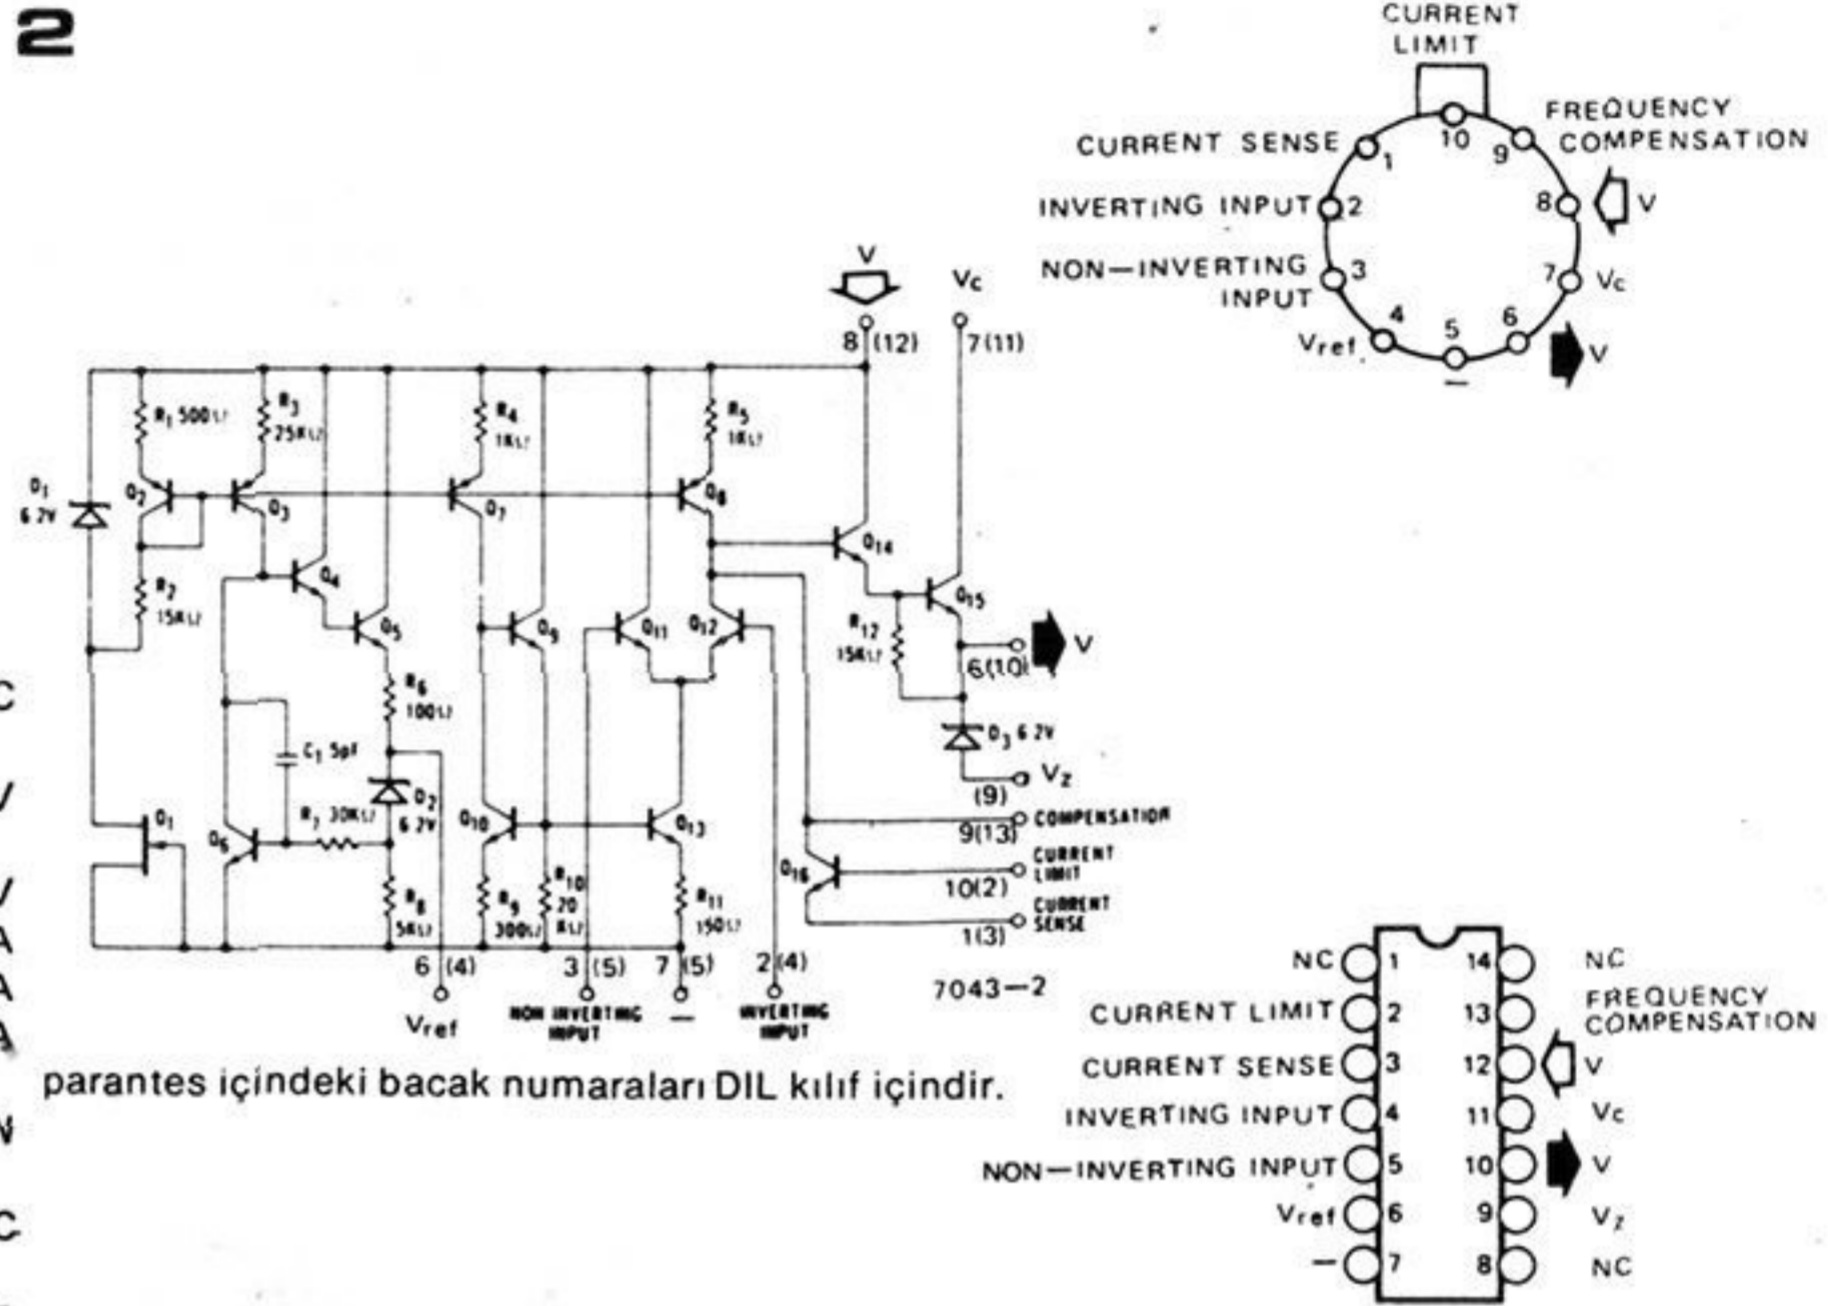 2
CURRENT
LIMIT
CURRENT SENSE
INVERTING INPUT
NON-INVERTING
INPUT
Vref
FREQUENCY
COMPENSATION
V
Vc
V
—
1
2
3
4
5
6
7
8
9
10
V
Vc
8 (12)
7(11)
R1 500Ω
R3
25KΩ
R4
1KΩ
R5
1KΩ
D1
6.2V
Q2
Q3
Q7
Q8
R2
15KΩ
Q4
Q5
Q9
Q11
Q12
Q14
Q15
R12
15KΩ
6(10)
V
R6
100Ω
C1 5pF
D2
6.2V
R7 30KΩ
D3 6.2V
Vz
(9)
Q1
Q6
Q10
Q13
Q16
9(13)
COMPENSATION
10(2)
CURRENT
LIMIT
1(3)
CURRENT
SENSE
R8
5KΩ
R9
300Ω
R10
20
KΩ
R11
150Ω
6 (4)
3 (5)
7 (5)
2 (4)
Vref
NON INVERTING
INPUT
—
INVERTING
INPUT
7043-2
parantes içindeki bacak numaraları DIL kılıf içindir.
NC 1
CURRENT LIMIT 2
CURRENT SENSE 3
INVERTING INPUT 4
NON-INVERTING INPUT 5
Vref 6
— 7
14 NC
13 FREQUENCY
COMPENSATION
12 V
11 Vc
10 V
9 Vz
8 NC
C
V
V
A
A
A
N
C